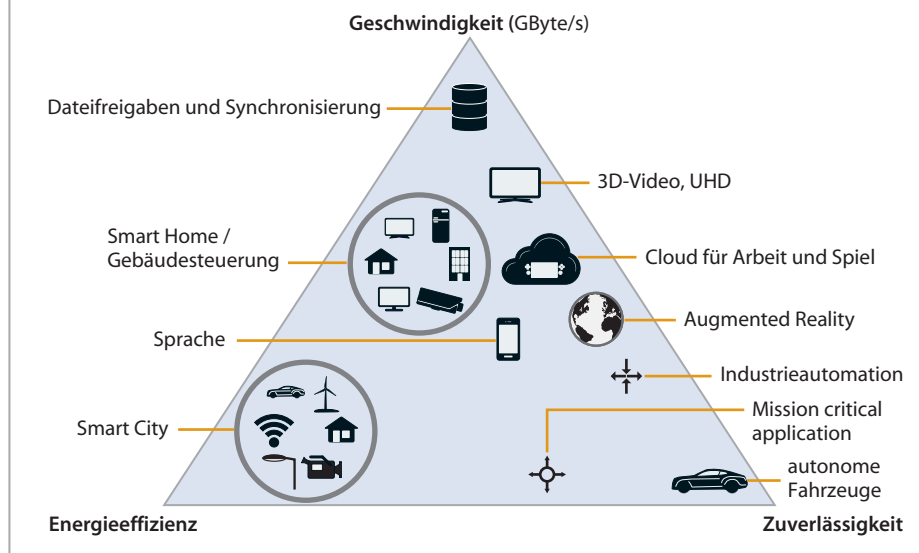 Geschwindigkeit (GByte/s)
Dateifreigaben und Synchronisierung
3D-Video, UHD
Smart Home /
Gebäudesteuerung
Cloud für Arbeit und Spiel
Augmented Reality
Sprache
Industrieautomation
Mission critical
application
Smart City
autonome
Fahrzeuge
Energieeffizienz
Zuverlässigkeit